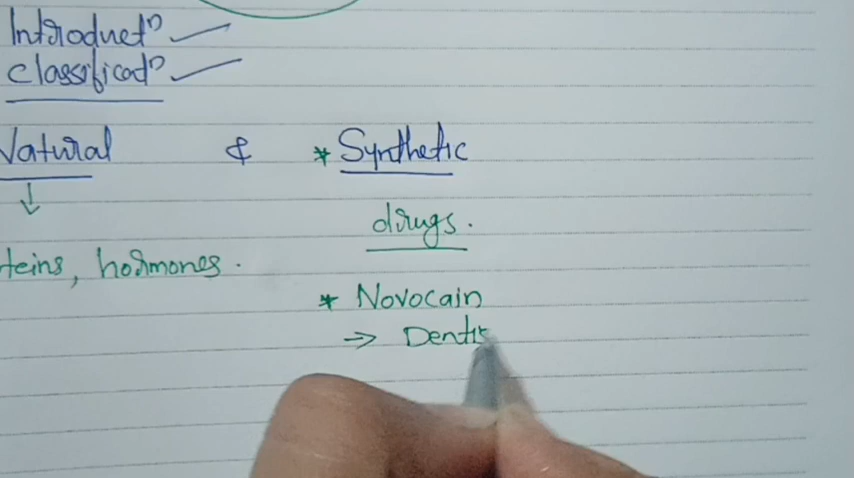 Introductn
Classificatn
Natural & * Synthetic
drugs.
teins, hormones.
* Novocain
→ Dentis